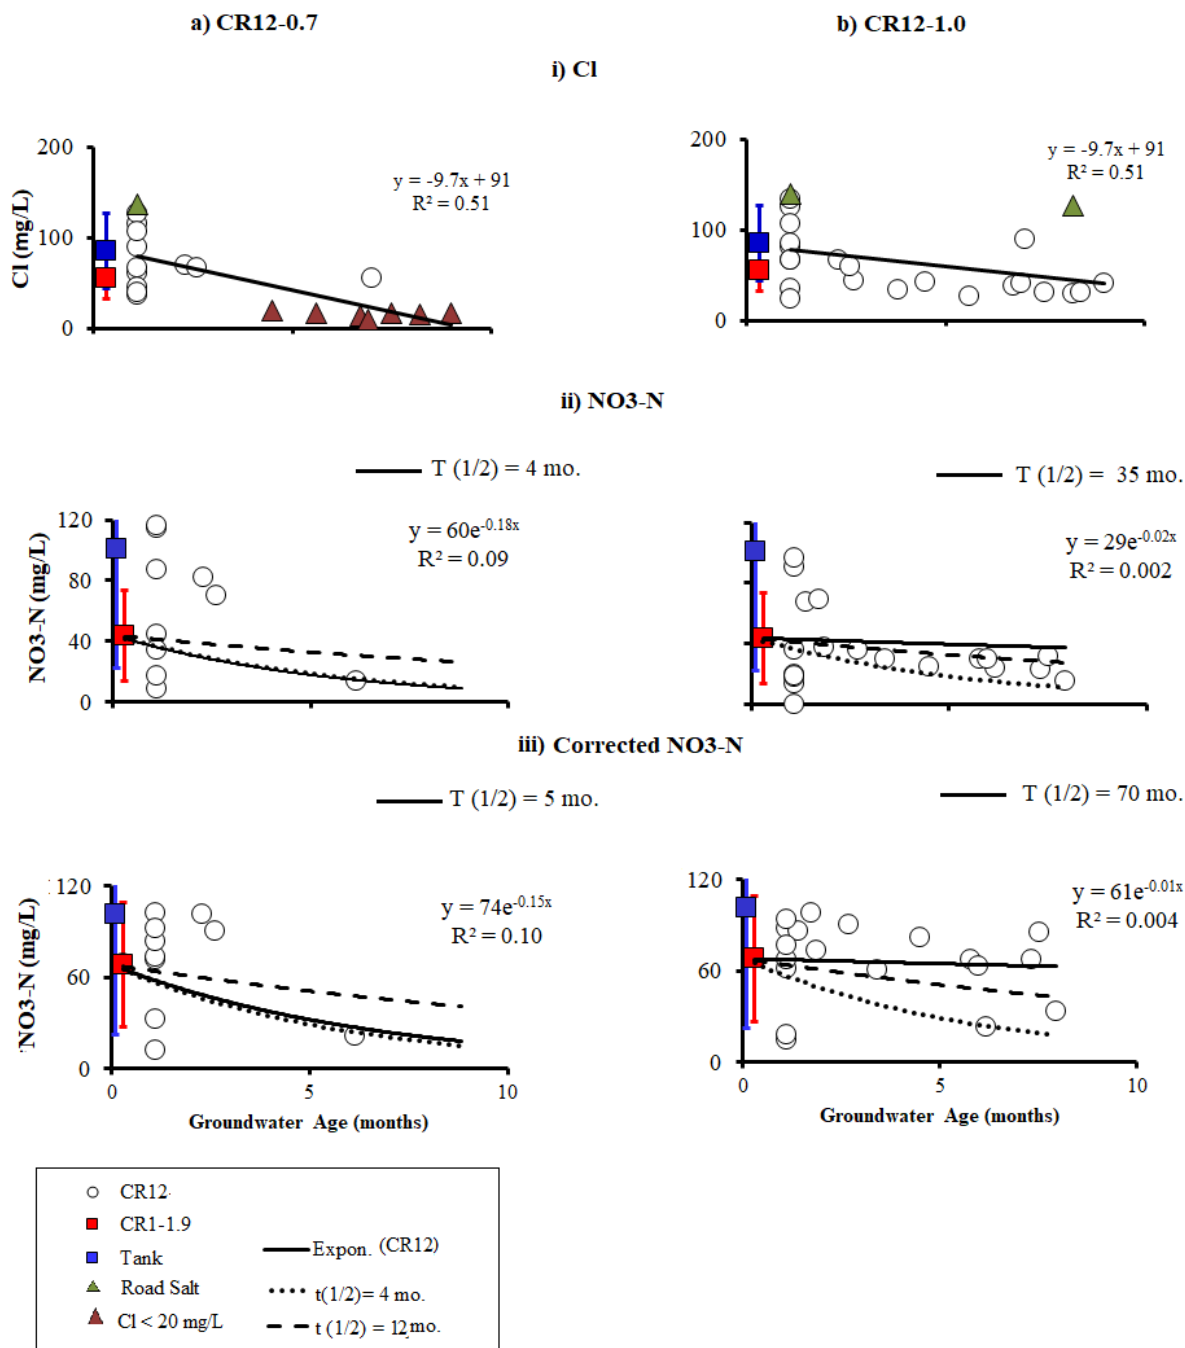 a) CR12-0.7
b) CR12-1.0
i) Cl
200
100
0
Cl (mg/L)
y = -9.7x + 91
R² = 0.51
200
100
0
y = -9.7x + 91
R² = 0.51
ii) NO3-N
T (1/2) = 4 mo.
T (1/2) = 35 mo.
120
80
40
0
NO3-N (mg/L)
0
5
10
y = 60e^-0.18x
R² = 0.09
y = 29e^-0.02x
R² = 0.002
iii) Corrected NO3-N
T (1/2) = 5 mo.
T (1/2) = 70 mo.
120
60
0
NO3-N (mg/L)
y = 74e^-0.15x
R² = 0.10
0
5
10
Groundwater Age (months)
120
60
0
y = 61e^-0.01x
R² = 0.004
0
5
10
Groundwater Age (months)
CR12
CR1-1.9
Tank
Road Salt
Cl < 20 mg/L
Expon. (CR12)
t(1/2)= 4 mo.
t (1/2) = 12 mo.